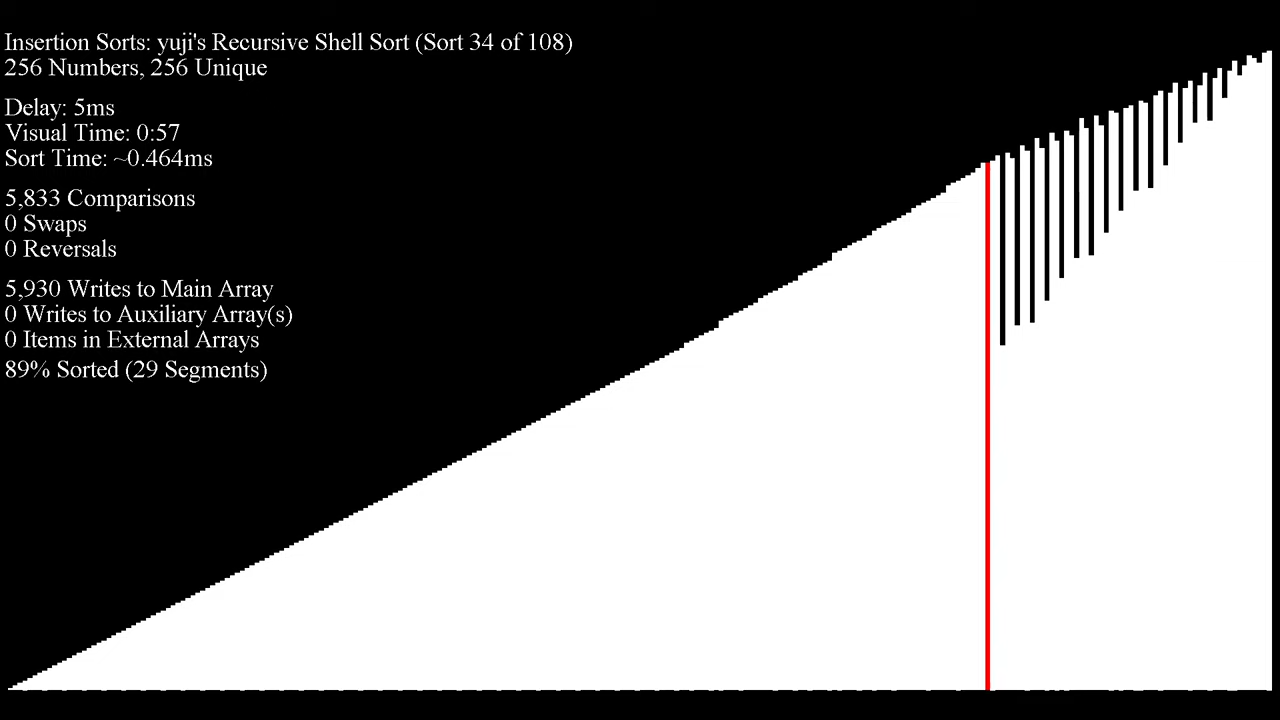 Insertion Sorts: yuji's Recursive Shell Sort (Sort 34 of 108)
256 Numbers, 256 Unique
Delay: 5ms
Visual Time: 0:57
Sort Time: ~0.464ms
5,833 Comparisons
0 Swaps
0 Reversals
5,930 Writes to Main Array
0 Writes to Auxiliary Array(s)
0 Items in External Arrays
89% Sorted (29 Segments)